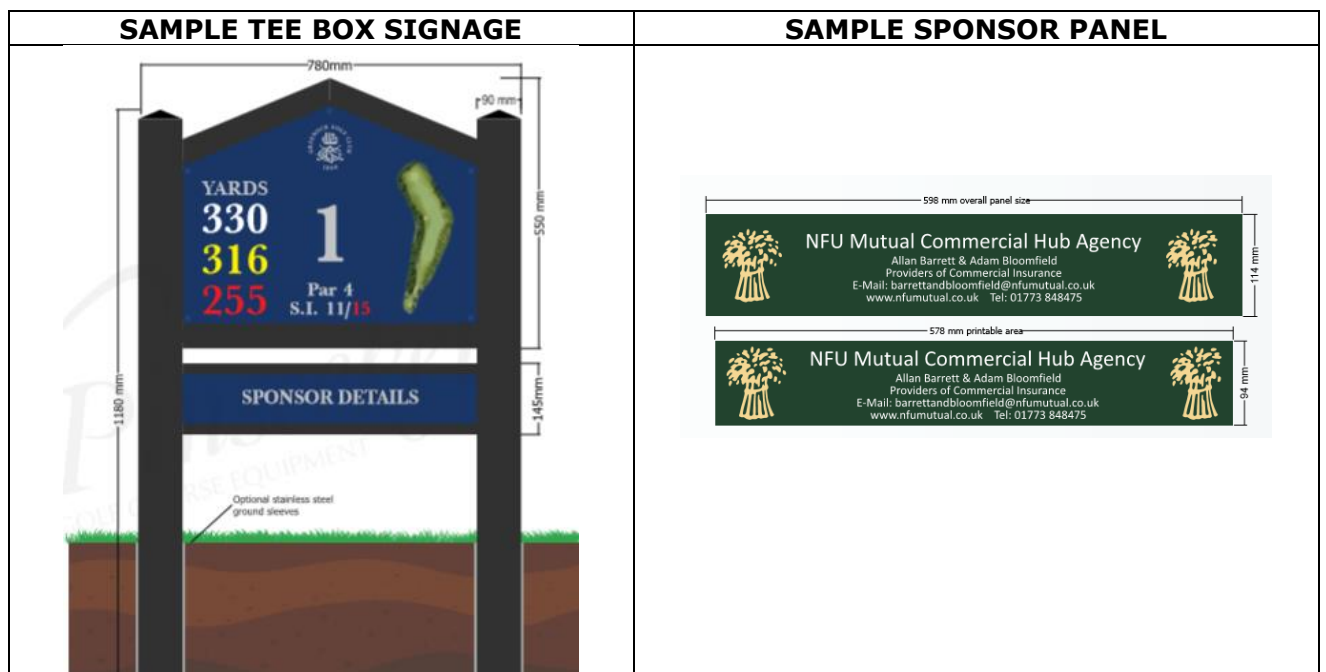 SAMPLE TEE BOX SIGNAGE
780mm
90 mm
YARDS
330
316
255
1
Par 4
S.I. 11/15
550 mm
SPONSOR DETAILS
145mm
1180 mm
Optional stainless steel
ground sleeves
GOLF COURSE EQUIPMENT
SAMPLE SPONSOR PANEL
598 mm overall panel size
NFU Mutual Commercial Hub Agency
Allan Barrett & Adam Bloomfield
Providers of Commercial Insurance
E-Mail: barrettandbloomfield@nfumutual.co.uk
www.nfumutual.co.uk Tel: 01773 848475
114 mm
578 mm printable area
NFU Mutual Commercial Hub Agency
Allan Barrett & Adam Bloomfield
Providers of Commercial Insurance
E-Mail: barrettandbloomfield@nfumutual.co.uk
www.nfumutual.co.uk Tel: 01773 848475
94 mm